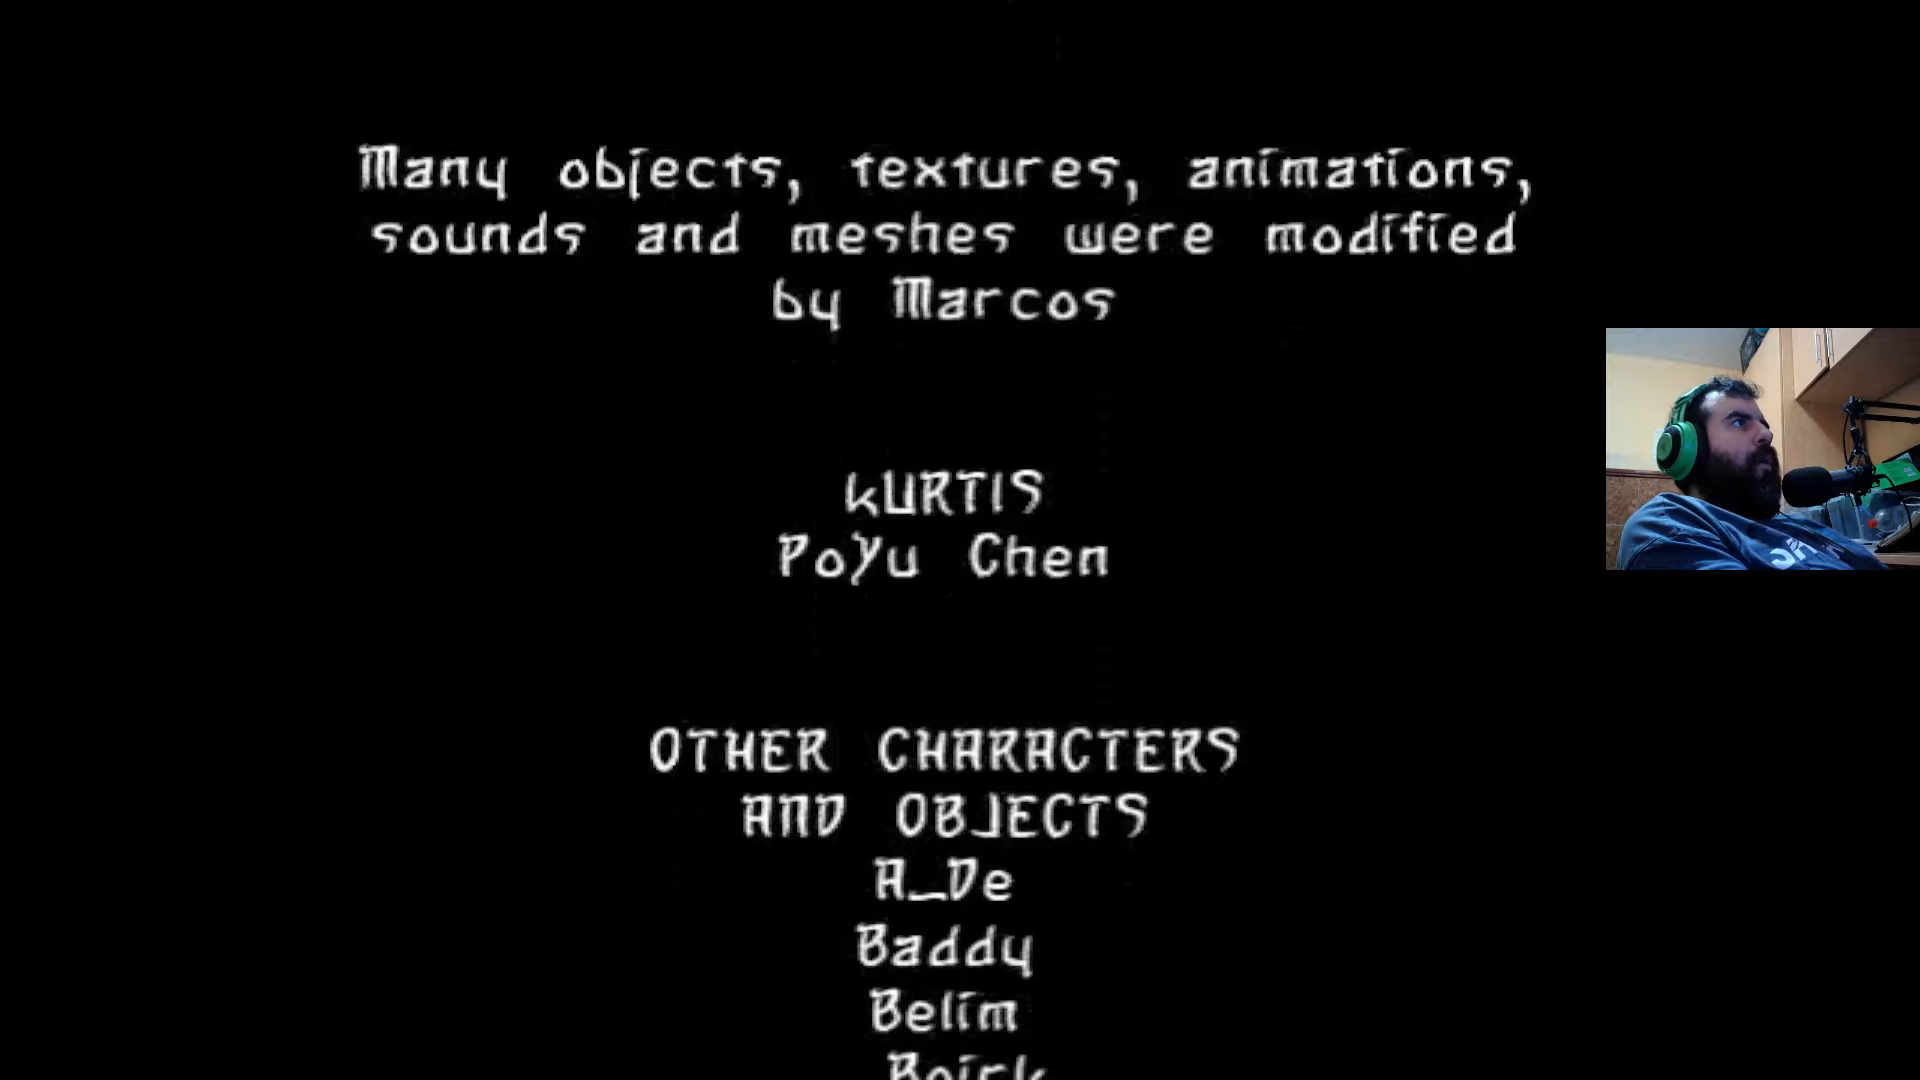 Many objects, textures, animations,
sounds and meshes were modified
by Marcos
kURTIS
PoYu Chen
OTHER CHARACTERS
AND OBJECTS
A_De
Baddy
Belim